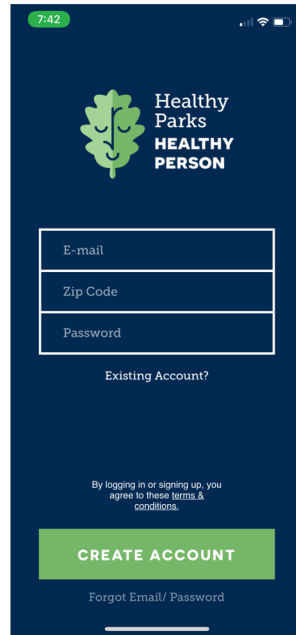 7:42
Healthy
Parks
HEALTHY
PERSON
E-mail
Zip Code
Password
Existing Account?
By logging in or signing up, you
agree to these terms &
conditions.
CREATE ACCOUNT
Forgot Email/ Password